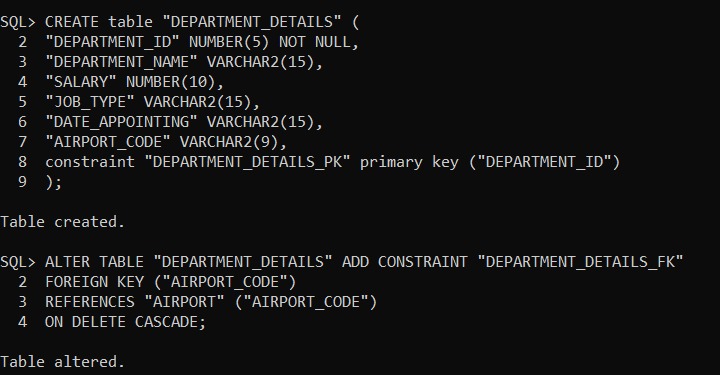 SQL> CREATE table "DEPARTMENT_DETAILS" (
2 "DEPARTMENT_ID" NUMBER(5) NOT NULL,
3 "DEPARTMENT_NAME" VARCHAR2(15),
4 "SALARY" NUMBER(10),
5 "JOB_TYPE" VARCHAR2(15),
6 "DATE_APPOINTING" VARCHAR2(15),
7 "AIRPORT_CODE" VARCHAR2(9),
8 constraint "DEPARTMENT_DETAILS_PK" primary key ("DEPARTMENT_ID")
9 );
Table created.
SQL> ALTER TABLE "DEPARTMENT_DETAILS" ADD CONSTRAINT "DEPARTMENT_DETAILS_FK"
2 FOREIGN KEY ("AIRPORT_CODE")
3 REFERENCES "AIRPORT" ("AIRPORT_CODE")
4 ON DELETE CASCADE;
Table altered.